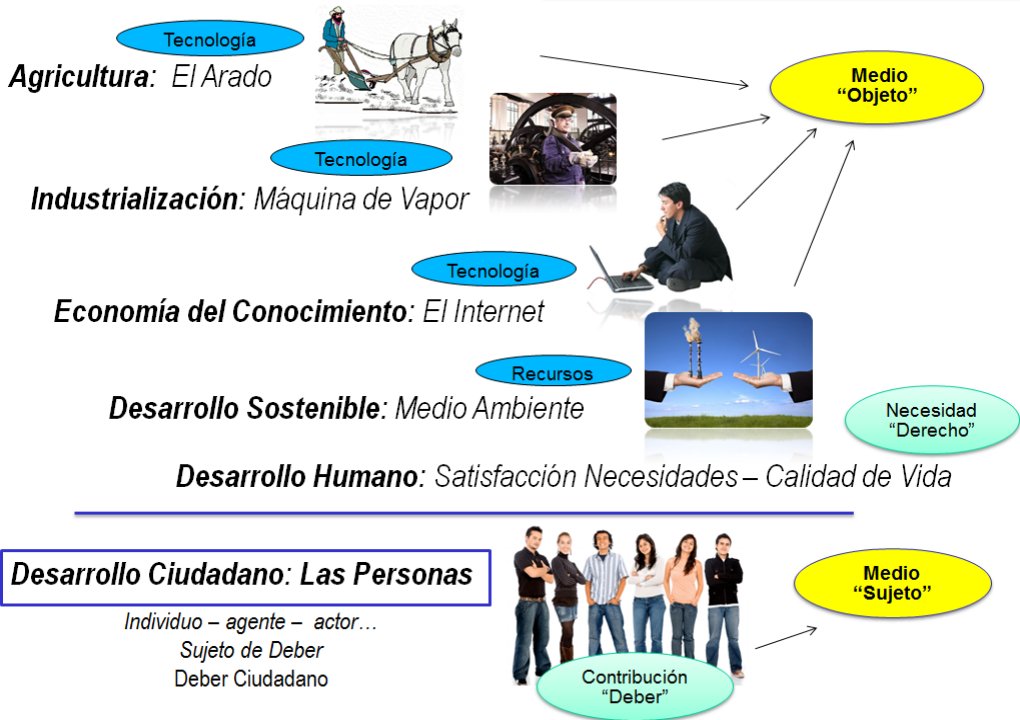 Tecnología
Agricultura: El Arado
Medio
“Objeto”
Tecnología
Industrialización: Máquina de Vapor
Tecnología
Economía del Conocimiento: El Internet
Recursos
Desarrollo Sostenible: Medio Ambiente
Necesidad
“Derecho”
Desarrollo Humano: Satisfacción Necesidades – Calidad de Vida
Desarrollo Ciudadano: Las Personas
Medio
“Sujeto”
Individuo – agente – actor…
Sujeto de Deber
Deber Ciudadano
Contribución
“Deber”